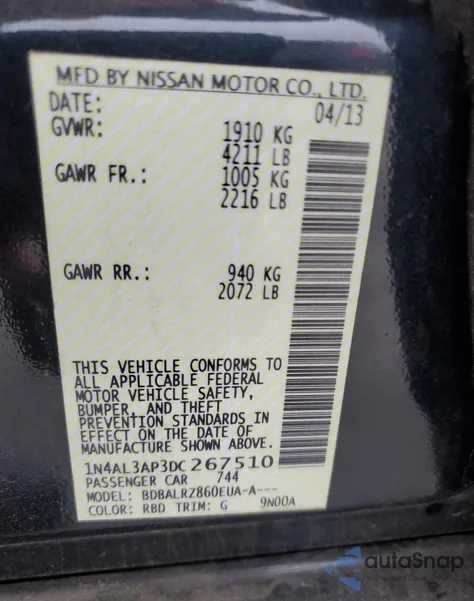 MFD BY NISSAN MOTOR CO., LTD.
DATE: 04/13
GVWR: 1910 KG
4211 LB
GAWR FR.: 1005 KG
2216 LB
GAWR RR.: 940 KG
2072 LB
THIS VEHICLE CONFORMS TO
ALL APPLICABLE FEDERAL
MOTOR VEHICLE SAFETY,
BUMPER, AND THEFT
PREVENTION STANDARDS IN
EFFECT ON THE DATE OF
MANUFACTURE SHOWN ABOVE.
1N4AL3AP3DC267510
PASSENGER CAR 744
MODEL: BDBALRZ860EUA-A---
COLOR: RBD TRIM: G 9N00A
autoSnap